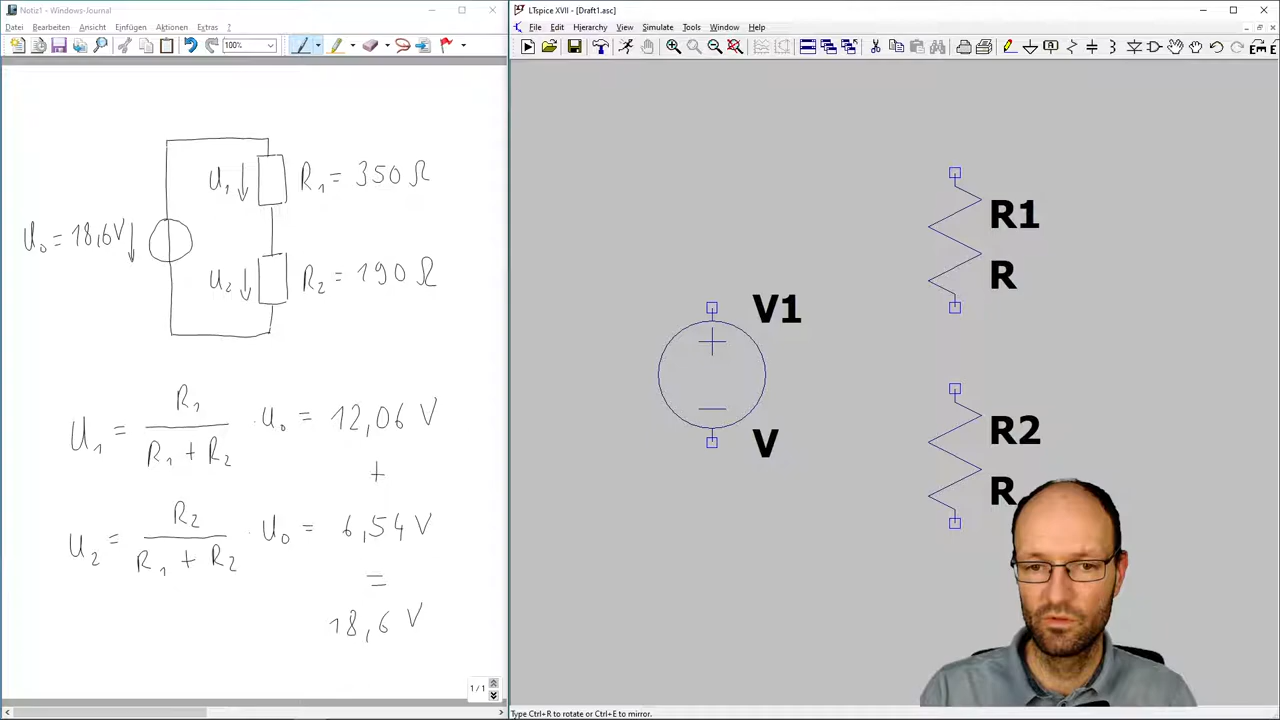 Notiz1 - Windows-Journal
Datei Bearbeiten Einfügen Aktionen Extras ?
100%
U₁ ↓ R₁ = 350 Ω
U₀ = 18,6V ↓
U₂ ↓ R₂ = 190 Ω
U₁ = R₁ / (R₁ + R₂) · U₀ = 12,06 V
+
U₂ = R₂ / (R₁ + R₂) · U₀ = 6,54 V
=
18,6 V
1/1
LTspice XVII - [Draft1.asc]
File Edit Hierarchy View Simulate Tools Window Help
R1
R
V1
V
R2
R
Type Ctrl+R to rotate or Ctrl+E to mirror.